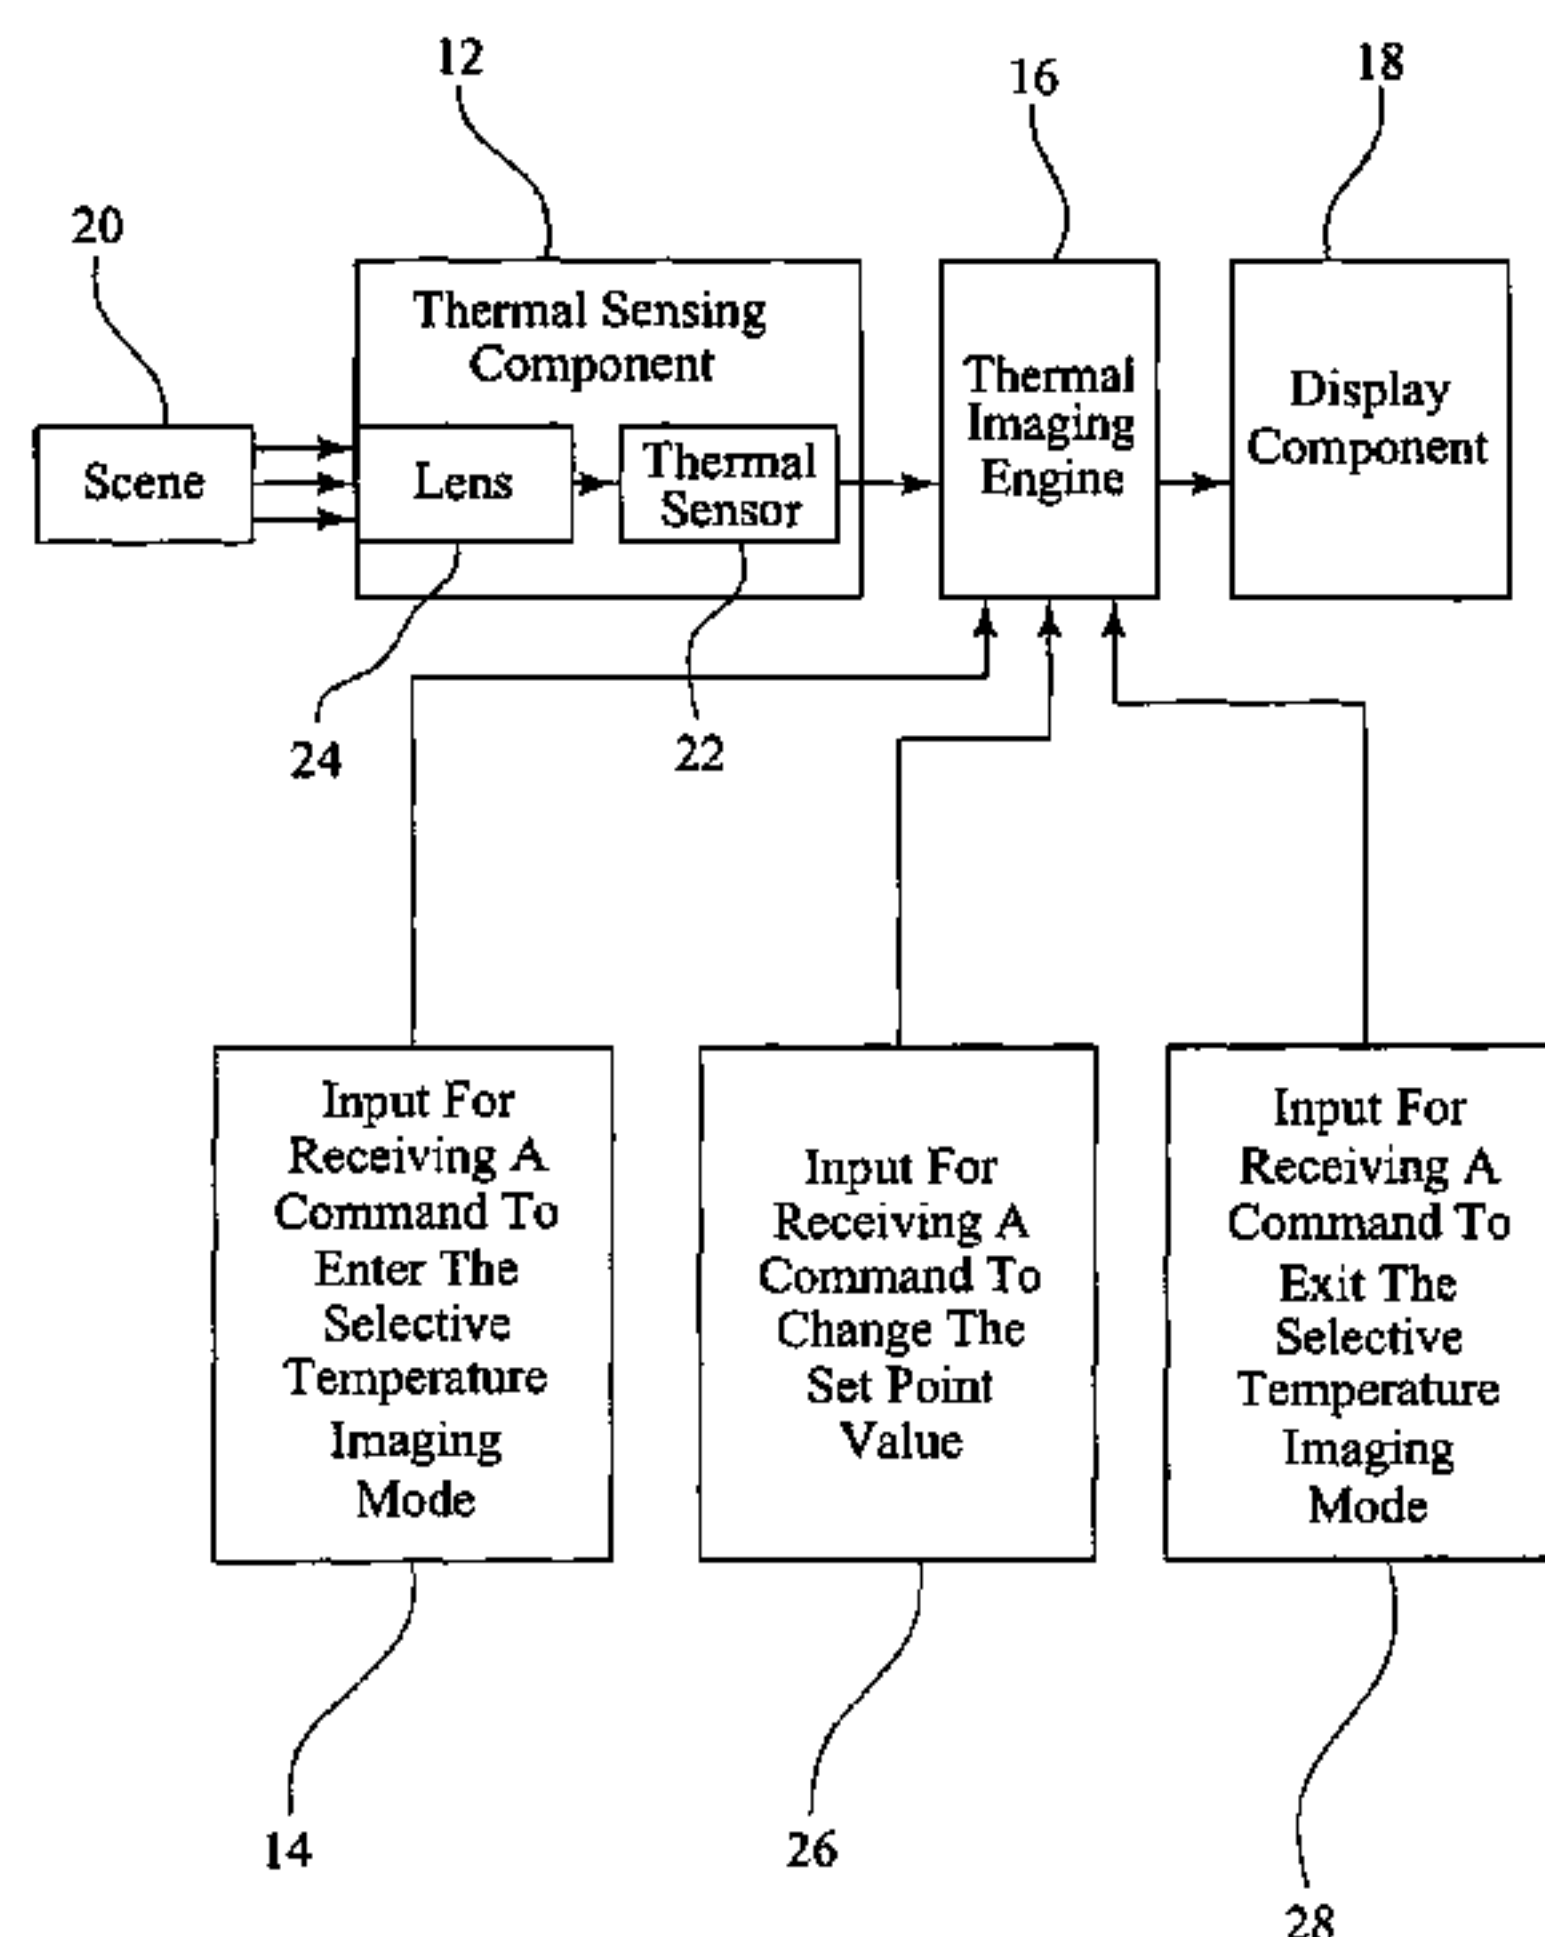 12
16
18
20
Thermal Sensing
Component
Thermal
Imaging
Engine
Display
Component
Scene
Lens
Thermal
Sensor
24
22
Input For
Receiving A
Command To
Enter The
Selective
Temperature
Imaging
Mode
Input For
Receiving A
Command To
Change The
Set Point
Value
Input For
Receiving A
Command To
Exit The
Selective
Temperature
Imaging
Mode
14
26
28